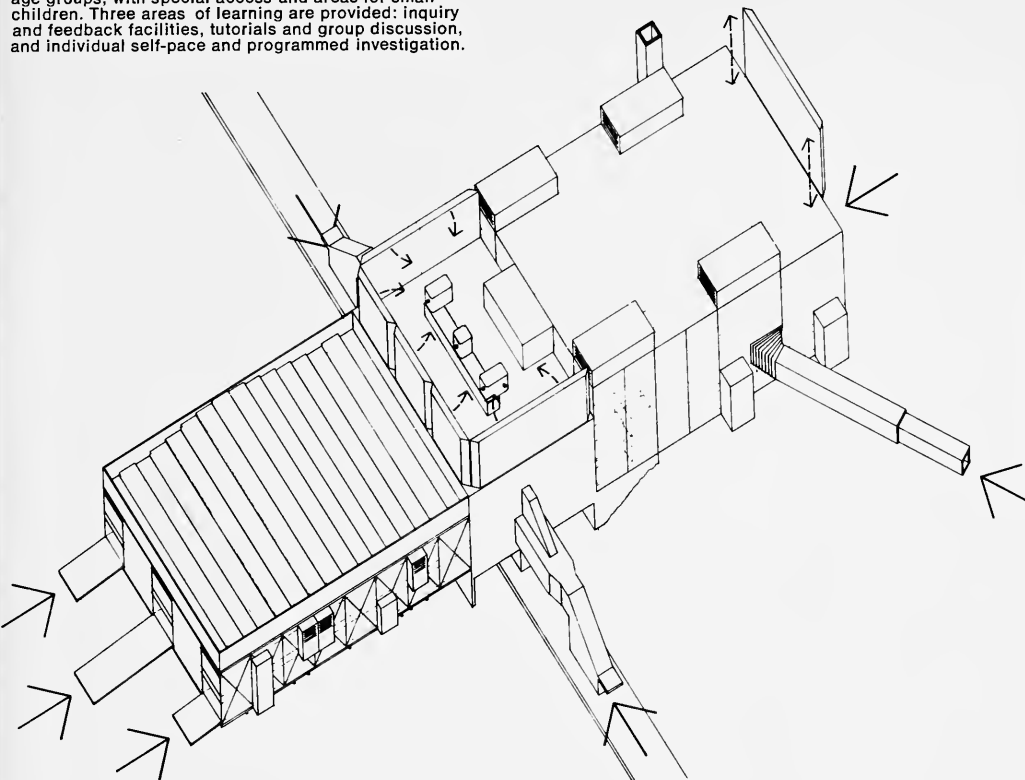 age groups, with special access and areas for small
children. Three areas of learning are provided: inquiry
and feedback facilities, tutorials and group discussion,
and individual self-pace and programmed investigation.